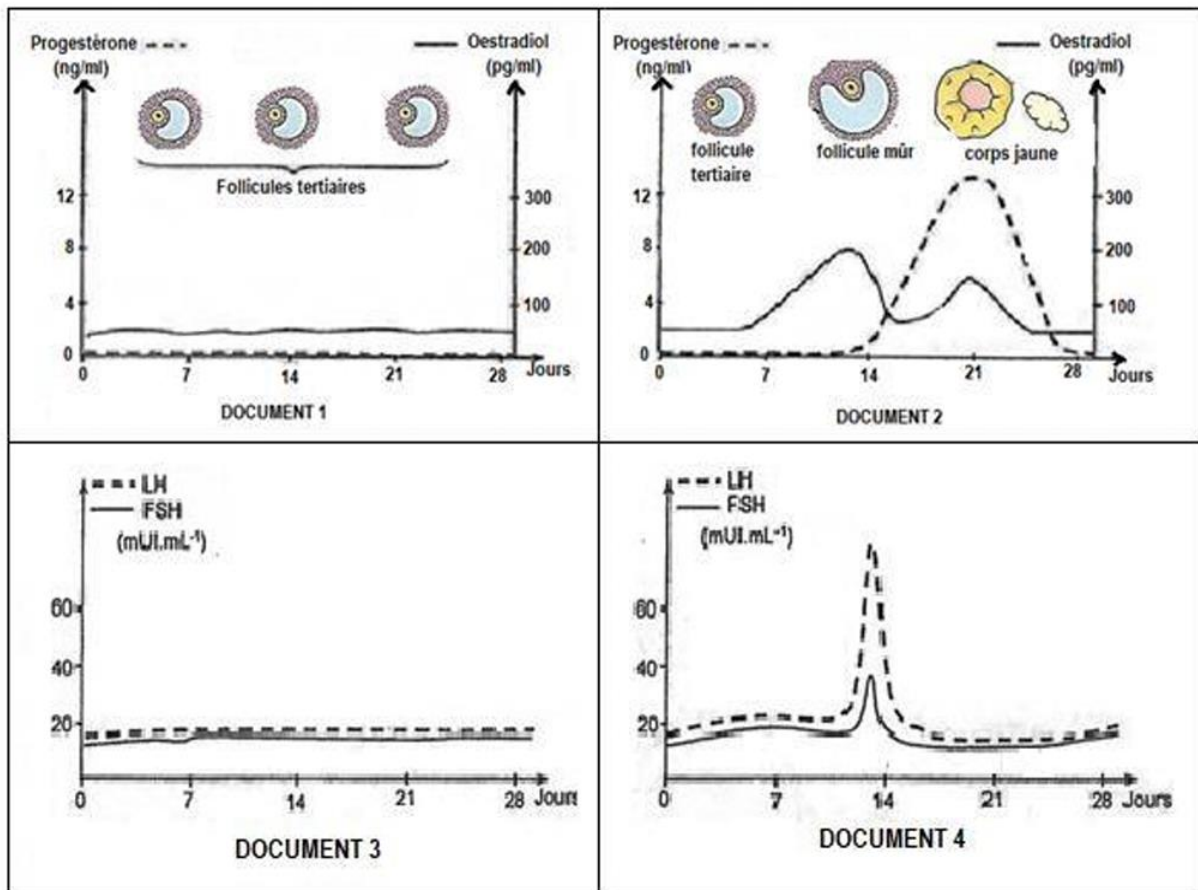 Progestérone
(ng/ml)
Oestradiol
(pg/ml)
Follicules tertiaires
12
8
4
0
300
200
100
0
7
14
21
28
Jours
DOCUMENT 1
Progestérone
(ng/ml)
Oestradiol
(pg/ml)
follicule
tertiaire
follicule mûr
corps jaune
12
8
4
0
300
200
100
0
7
14
21
28
Jours
DOCUMENT 2
LH
FSH
(mUI.mL⁻¹)
60
40
20
0
7
14
21
28
Jours
DOCUMENT 3
LH
FSH
(mUI.mL⁻¹)
60
40
20
0
7
14
21
28
Jours
DOCUMENT 4